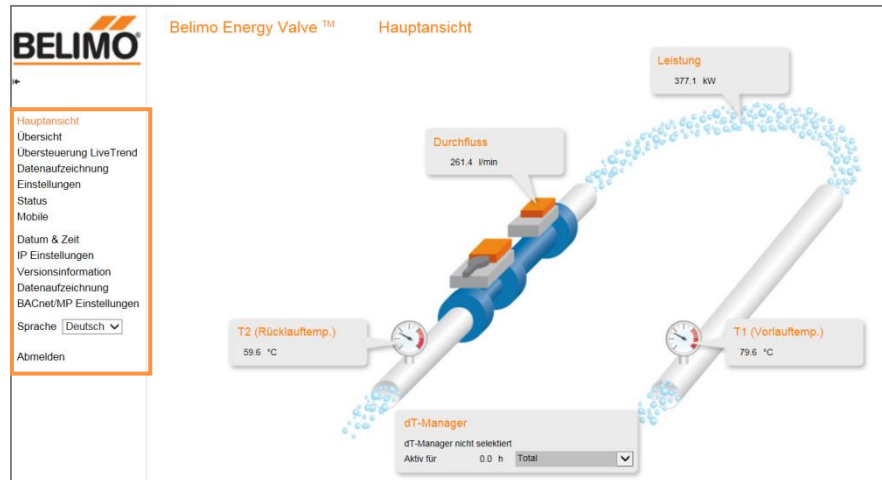 BELIMO
Belimo Energy Valve ™ Hauptansicht
Hauptansicht
Übersicht
Übersteuerung LiveTrend
Datenaufzeichnung
Einstellungen
Status
Mobile
Datum & Zeit
IP Einstellungen
Versionsinformation
Datenaufzeichnung
BACnet/MP Einstellungen
Sprache Deutsch
Abmelden
Leistung
377.1 kW
Durchfluss
261.4 l/min
T2 (Rücklauftemp.)
59.6 °C
T1 (Vorlauftemp.)
79.6 °C
dT-Manager
dT-Manager nicht selektiert
Aktiv für 0.0 h Total